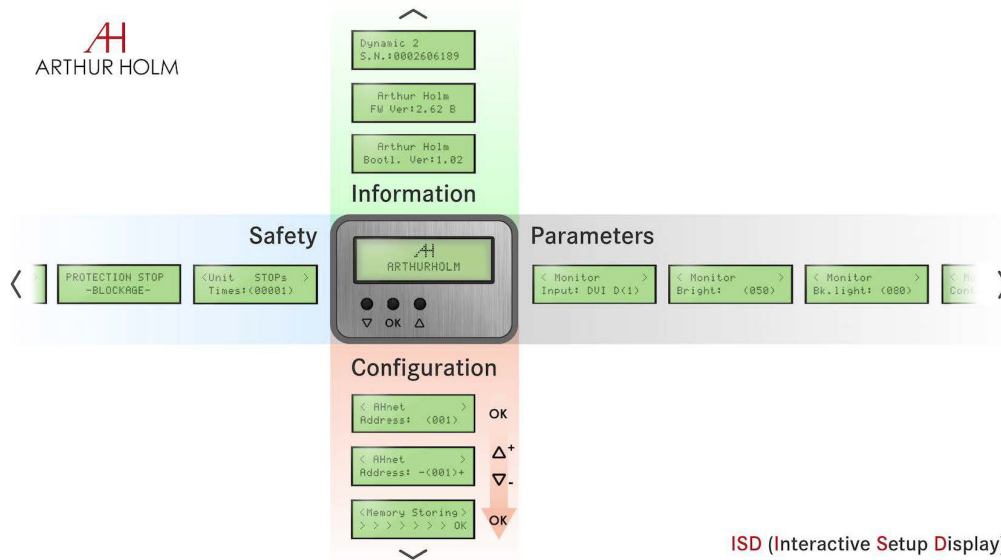 AH
ARTHUR HOLM
Dynamic 2
S.N.:0002606189
Arthur Holm
FW Ver:2.62 B
Arthur Holm
Bootl. Ver:1.02
Information
Safety
Parameters
PROTECTION STOP
-BLOCKAGE-
<Unit STOPs >
Times:(00001)
AH
ARTHURHOLM
▽ OK △
< Monitor >
Input: DVI D(1)
< Monitor >
Bright: (050)
< Monitor >
Bk.light: (080)
Configuration
< AHnet >
Address: (001)
OK
< AHnet >
Address: -(001)+
△+
▽-
<Memory Storing>
> > > > > > > OK
OK
ISD (Interactive Setup Display)